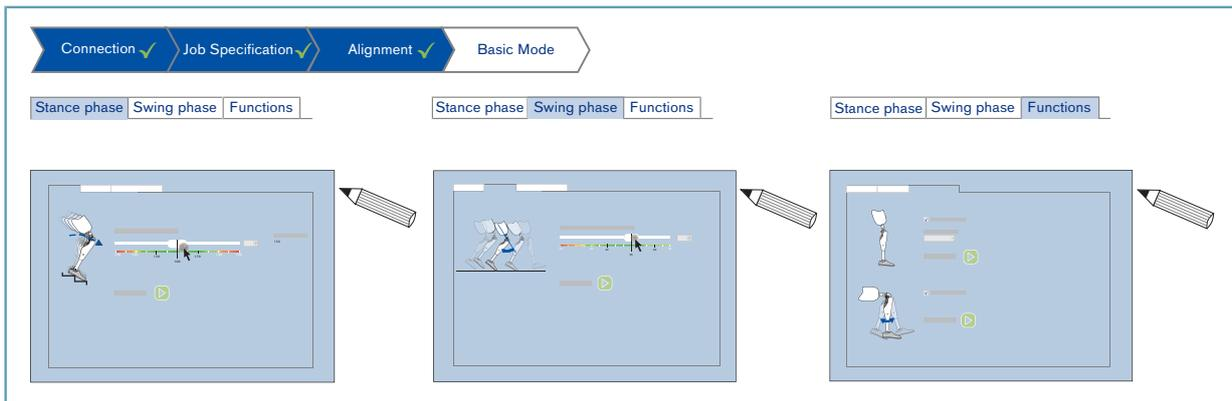 Connection Job Specification Alignment Basic Mode
Stance phase Swing phase Functions Stance phase Swing phase Functions Stance phase Swing phase Functions